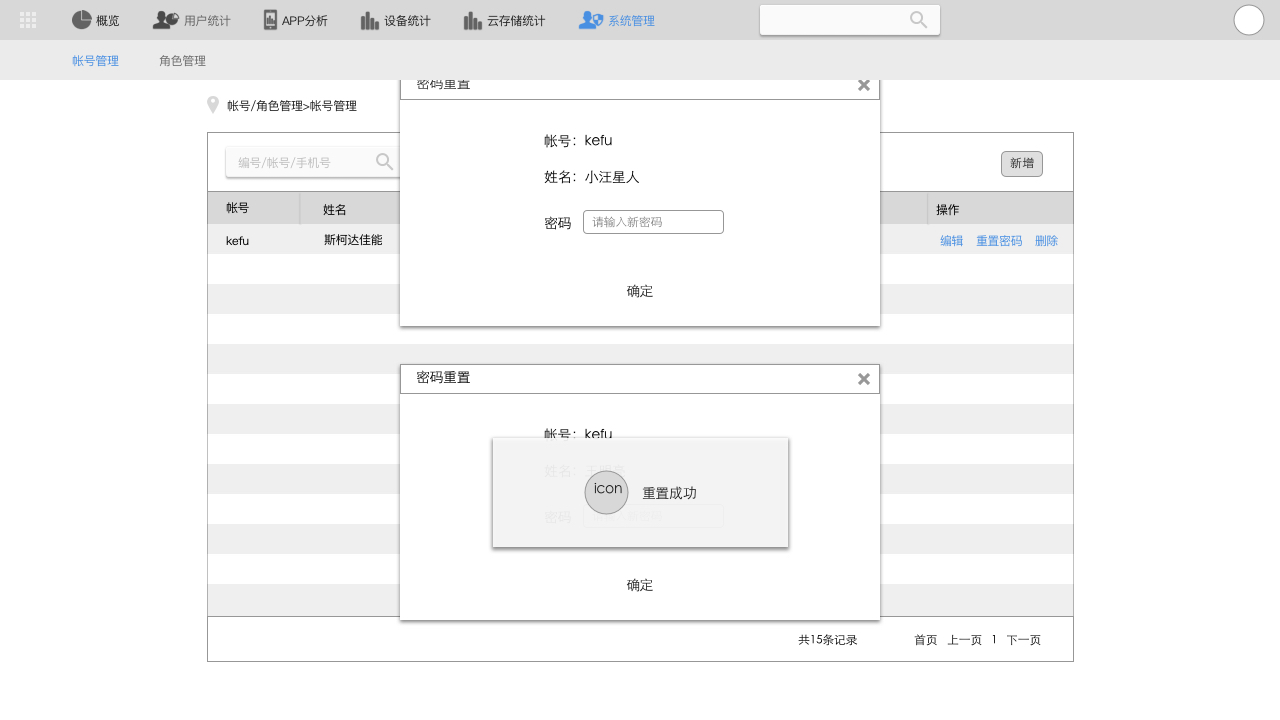 概览 用户统计 APP分析 设备统计 云存储统计 系统管理
帐号管理 角色管理
密码重置
帐号/角色管理>帐号管理
帐号：kefu
编号/帐号/手机号
新增
姓名：小汪星人
帐号 姓名 操作
密码 请输入新密码
kefu 斯柯达佳能 编辑 重置密码 删除
确定
密码重置
帐号：kefu
姓名：
icon 重置成功
密码
确定
共15条记录 首页 上一页 1 下一页